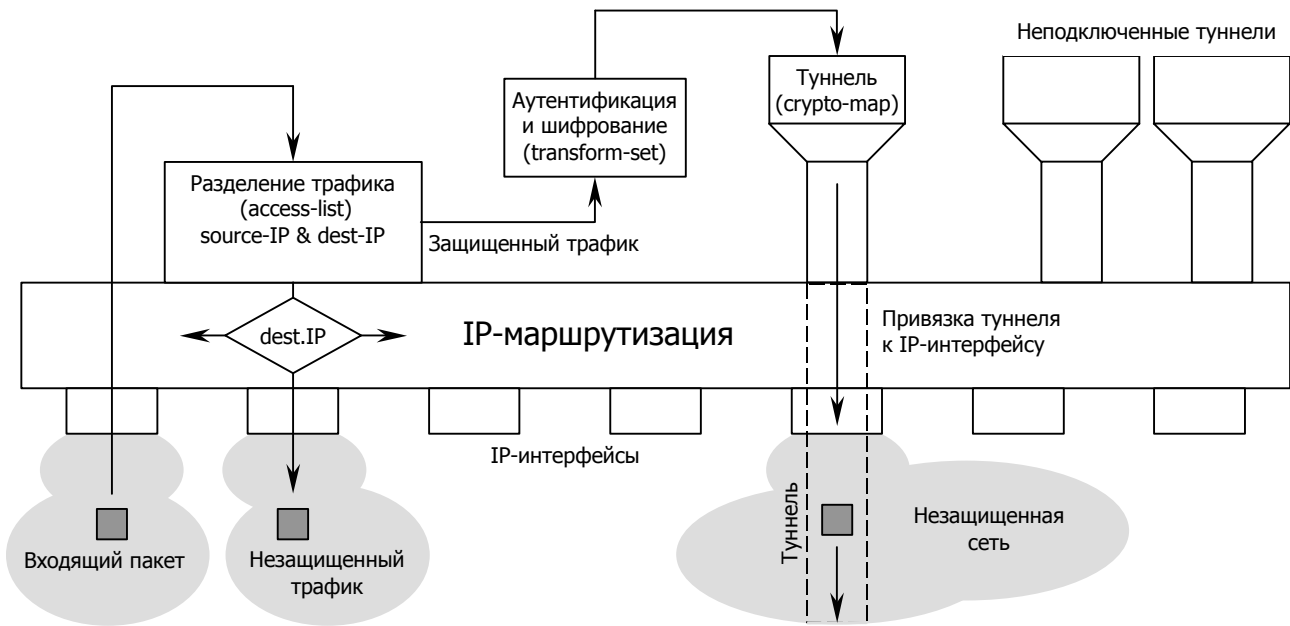 Неподключенные туннели
Туннель
(crypto-map)
Аутентификация
и шифрование
(transform-set)
Разделение трафика
(access-list)
source-IP & dest-IP
Защищенный трафик
dest.IP
IP-маршрутизация
Привязка туннеля
к IP-интерфейсу
IP-интерфейсы
Туннель
Входящий пакет
Незащищенный
трафик
Незащищенная
сеть